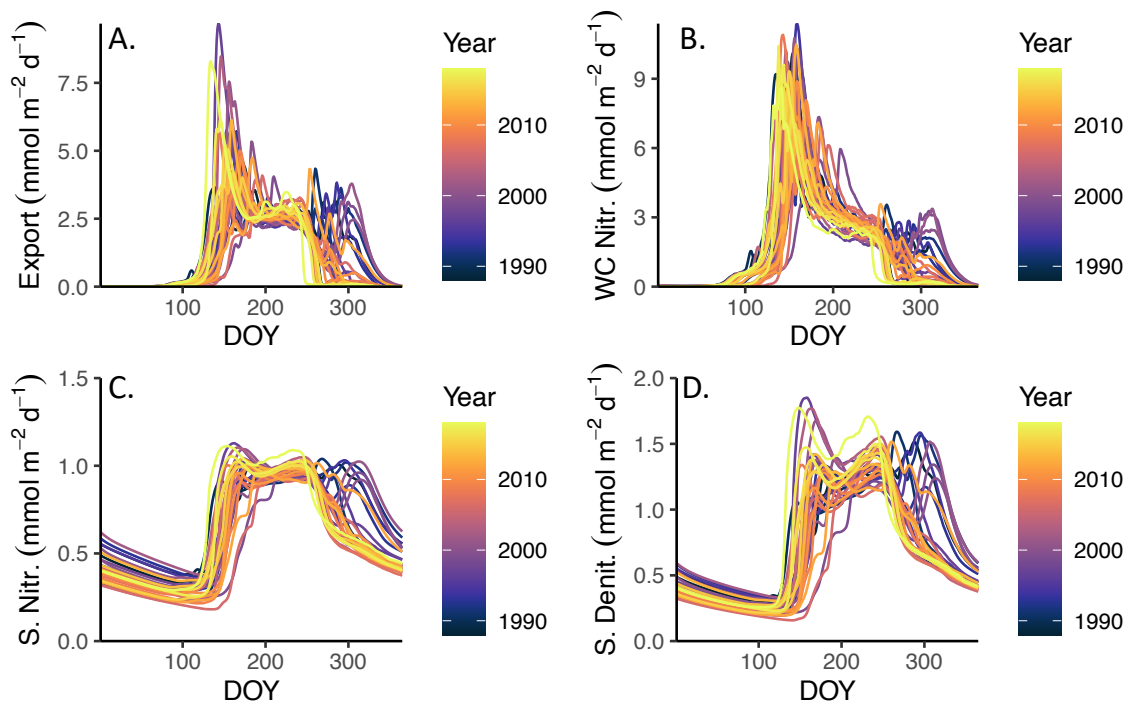 A.
Export (mmol m−2 d−1)
7.5
5.0
2.5
0.0
100
200
300
DOY
Year
2010
2000
1990
B.
WC Nitr. (mmol m−2 d−1)
9
6
3
0
100
200
300
DOY
Year
2010
2000
1990
C.
S. Nitr. (mmol m−2 d−1)
1.5
1.0
0.5
0.0
100
200
300
DOY
Year
2010
2000
1990
D.
S. Denit. (mmol m−2 d−1)
2.0
1.5
1.0
0.5
0.0
100
200
300
DOY
Year
2010
2000
1990